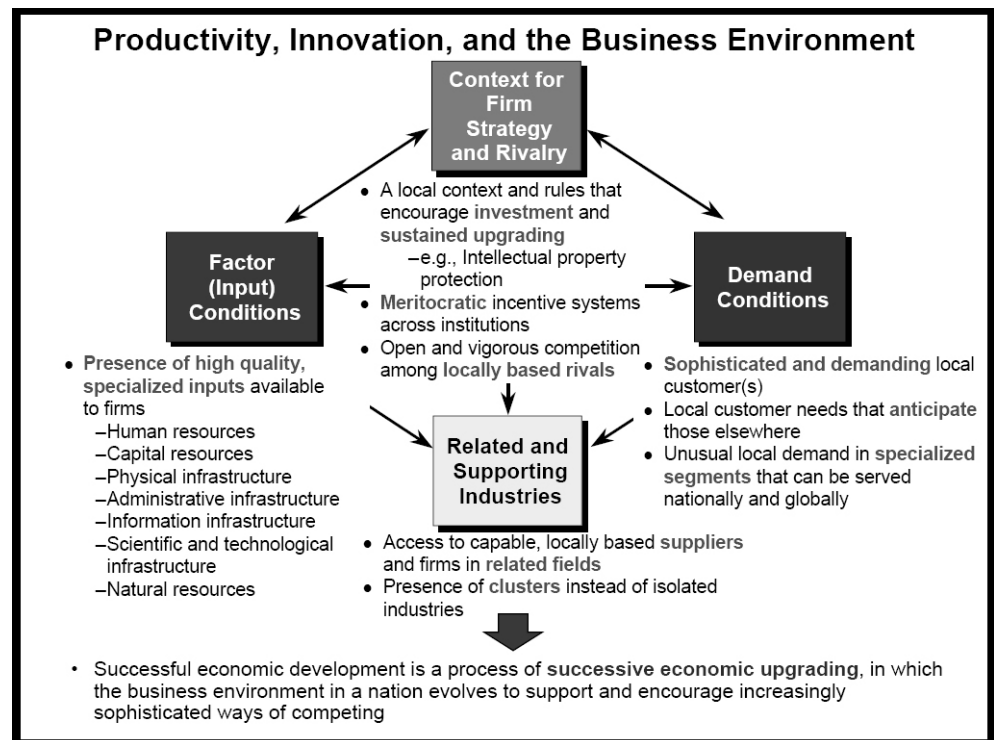 Productivity, Innovation, and the Business Environment
Context for
Firm
Strategy
and Rivalry
• A local context and rules that
encourage investment and
sustained upgrading
–e.g., Intellectual property
protection
• Meritocratic incentive systems
across institutions
• Open and vigorous competition
among locally based rivals
Factor
(Input)
Conditions
• Presence of high quality,
specialized inputs available
to firms
–Human resources
–Capital resources
–Physical infrastructure
–Administrative infrastructure
–Information infrastructure
–Scientific and technological
infrastructure
–Natural resources
Demand
Conditions
• Sophisticated and demanding local
customer(s)
• Local customer needs that anticipate
those elsewhere
• Unusual local demand in specialized
segments that can be served
nationally and globally
Related and
Supporting
Industries
• Access to capable, locally based suppliers
and firms in related fields
• Presence of clusters instead of isolated
industries
• Successful economic development is a process of successive economic upgrading, in which
the business environment in a nation evolves to support and encourage increasingly
sophisticated ways of competing